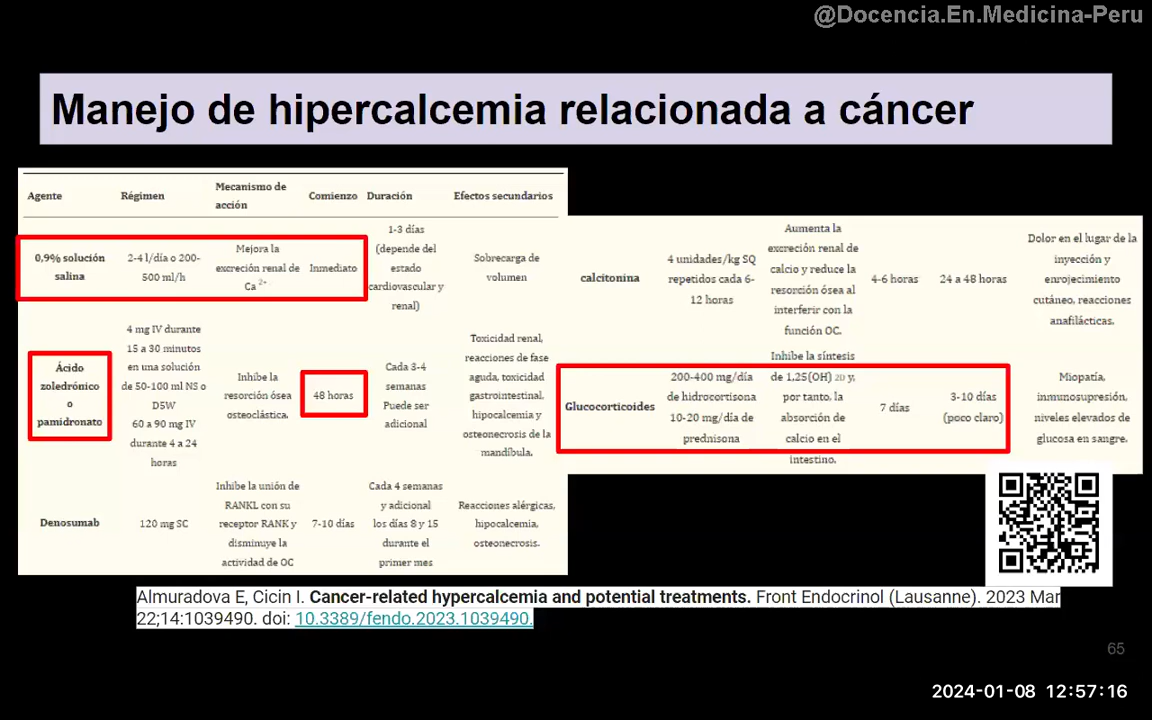 @Docencia.En.Medicina-Peru
Manejo de hipercalcemia relacionada a cáncer
Agente
Régimen
Mecanismo de
acción
Comienzo
Duración
Efectos secundarios
0,9% solución
salina
2-4 l/día o 200-
500 ml/h
Mejora la
excreción renal de
Ca 2+
Inmediato
1-3 días
(depende del
estado
cardiovascular y
renal)
Sobrecarga de
volumen
Ácido
zoledrónico
o
pamidronato
4 mg IV durante
15 a 30 minutos
en una solución
de 50-100 ml NS o
D5W
60 a 90 mg IV
durante 4 a 24
horas
Inhibe la
resorción ósea
osteoclástica.
48 horas
Cada 3-4
semanas
Puede ser
adicional
Toxicidad renal,
reacciones de fase
aguda, toxicidad
gastrointestinal,
hipocalcemia y
osteonecrosis de la
mandíbula.
Denosumab
120 mg SC
Inhibe la unión de
RANKL con su
receptor RANK y
disminuye la
actividad de OC
7-10 días
Cada 4 semanas
y adicional
los días 8 y 15
durante el
primer mes
Reacciones alérgicas,
hipocalcemia,
osteonecrosis.
calcitonina
4 unidades/kg SQ
repetidos cada 6-
12 horas
Aumenta la
excreción renal de
calcio y reduce la
resorción ósea al
interferir con la
función OC.
4-6 horas
24 a 48 horas
Dolor en el lugar de la
inyección y
enrojecimiento
cutáneo, reacciones
anafilácticas.
Glucocorticoides
200-400 mg/día
de hidrocortisona
10-20 mg/día de
prednisona
Inhibe la síntesis
de 1,25(OH) 2D y,
por tanto, la
absorción de
calcio en el
intestino.
7 días
3-10 días
(poco claro)
Miopatía,
inmunosupresión,
niveles elevados de
glucosa en sangre.
Almuradova E, Cicin I. Cancer-related hypercalcemia and potential treatments. Front Endocrinol (Lausanne). 2023 Mar
22;14:1039490. doi: 10.3389/fendo.2023.1039490.
65
2024-01-08 12:57:16